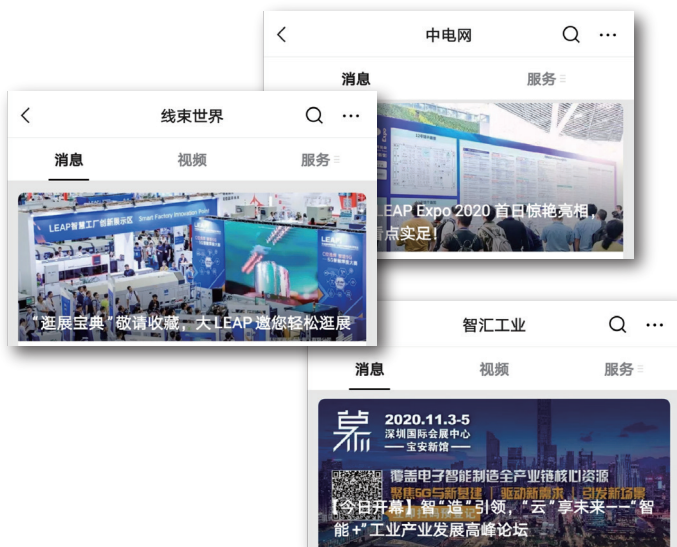 中电网
消息
服务
LEAP Expo 2020 首日惊艳亮相，
看点实足！
线束世界
消息
视频
服务
LEAP智慧工厂创新展示区 Smart Factory Innovation Point
LEAP
“逛展宝典”敬请收藏，大LEAP邀您轻松逛展
智汇工业
消息
视频
服务
2020.11.3-5
深圳国际会展中心
宝安新馆
覆盖电子智能制造全产业链核心资源
聚焦5G与新基建 | 驱动新需求 | 引发新场景
【今日开幕】智“造”引领，“云”享未来——“智
能+”工业产业发展高峰论坛